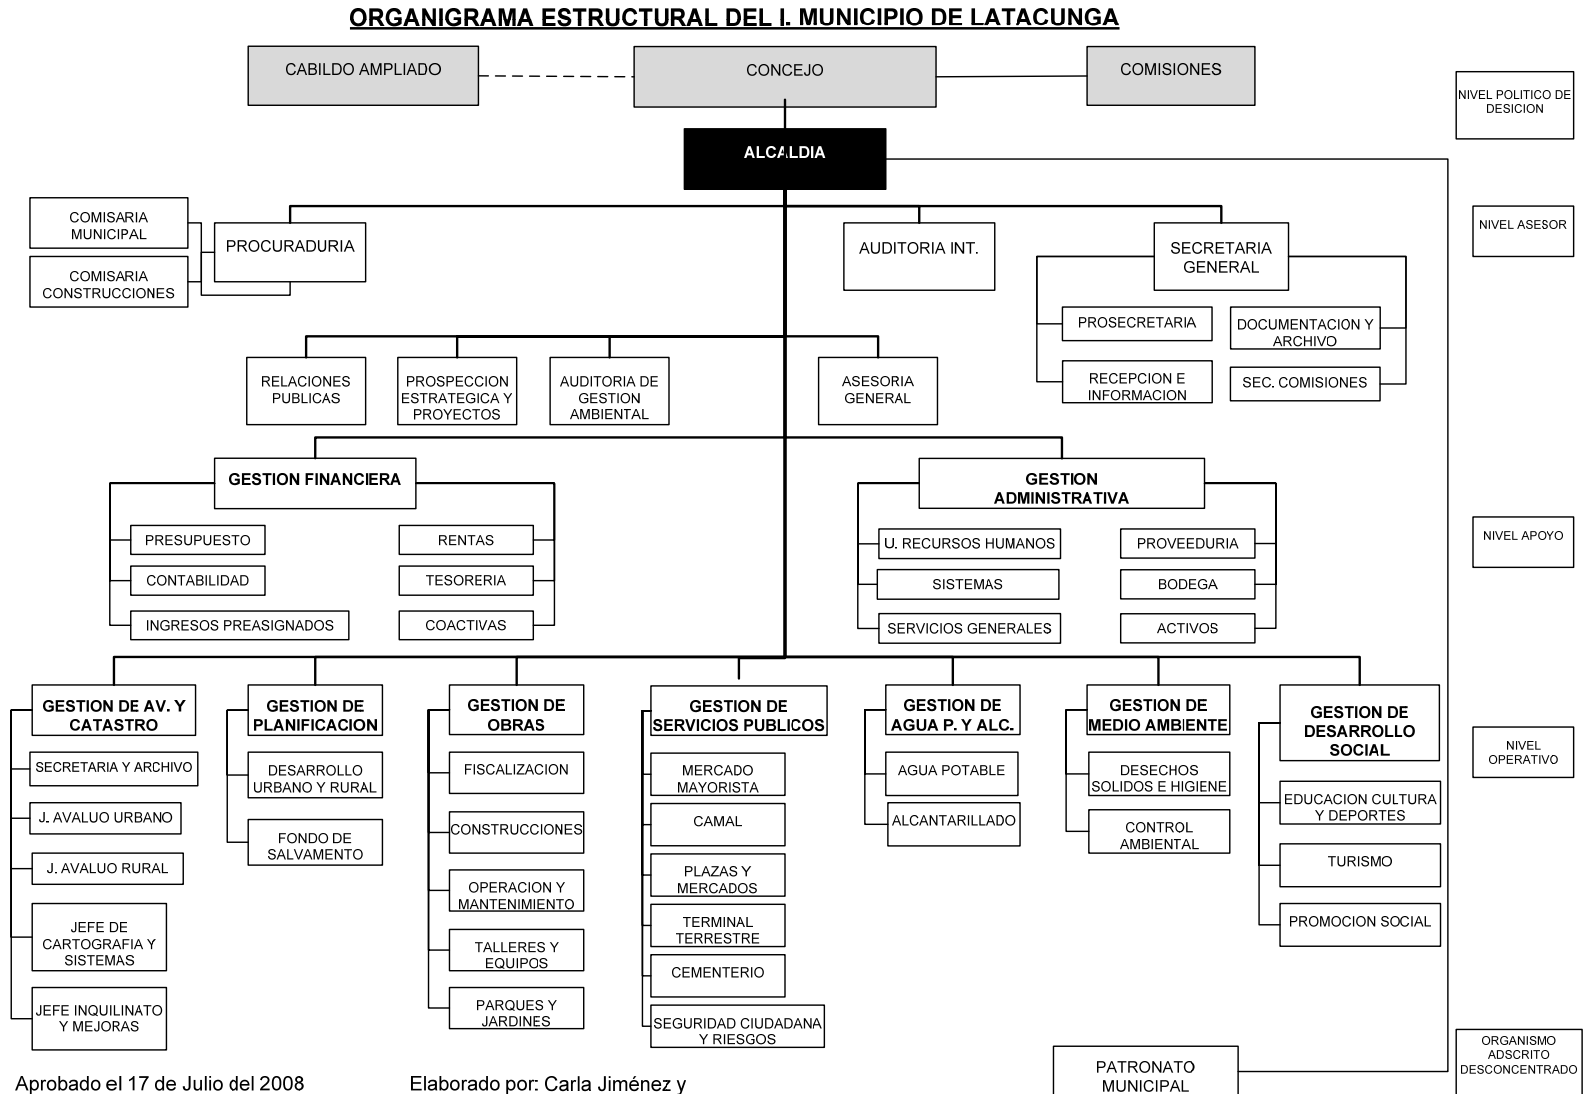 ORGANIGRAMA ESTRUCTURAL DEL I. MUNICIPIO DE LATACUNGA
CABILDO AMPLIADO
CONCEJO
COMISIONES
NIVEL POLITICO DE
DESICION
ALCALDIA
COMISARIA
MUNICIPAL
COMISARIA
CONSTRUCCIONES
PROCURADURIA
AUDITORIA INT.
SECRETARIA
GENERAL
NIVEL ASESOR
PROSECRETARIA
DOCUMENTACION Y
ARCHIVO
RECEPCION E
INFORMACION
SEC. COMISIONES
RELACIONES
PUBLICAS
PROSPECCION
ESTRATEGICA Y
PROYECTOS
AUDITORIA DE
GESTION
AMBIENTAL
ASESORIA
GENERAL
GESTION FINANCIERA
GESTION
ADMINISTRATIVA
PRESUPUESTO
RENTAS
CONTABILIDAD
TESORERIA
INGRESOS PREASIGNADOS
COACTIVAS
U. RECURSOS HUMANOS
PROVEEDURIA
SISTEMAS
BODEGA
SERVICIOS GENERALES
ACTIVOS
NIVEL APOYO
GESTION DE AV. Y
CATASTRO
SECRETARIA Y ARCHIVO
J. AVALUO URBANO
J. AVALUO RURAL
JEFE DE
CARTOGRAFIA Y
SISTEMAS
JEFE INQUILINATO
Y MEJORAS
GESTION DE
PLANIFICACION
DESARROLLO
URBANO Y RURAL
FONDO DE
SALVAMENTO
GESTION DE
OBRAS
FISCALIZACION
CONSTRUCCIONES
OPERACION Y
MANTENIMIENTO
TALLERES Y
EQUIPOS
PARQUES Y
JARDINES
GESTION DE
SERVICIOS PUBLICOS
MERCADO
MAYORISTA
CAMAL
PLAZAS Y
MERCADOS
TERMINAL
TERRESTRE
CEMENTERIO
SEGURIDAD CIUDADANA
Y RIESGOS
GESTION DE
AGUA P. Y ALC.
AGUA POTABLE
ALCANTARILLADO
GESTION DE
MEDIO AMBIENTE
DESECHOS
SOLIDOS E HIGIENE
CONTROL
AMBIENTAL
GESTION DE
DESARROLLO
SOCIAL
EDUCACION CULTURA
Y DEPORTES
TURISMO
PROMOCION SOCIAL
NIVEL
OPERATIVO
PATRONATO
MUNICIPAL
ORGANISMO
ADSCRITO
DESCONCENTRADO
Aprobado el 17 de Julio del 2008
Elaborado por: Carla Jiménez y